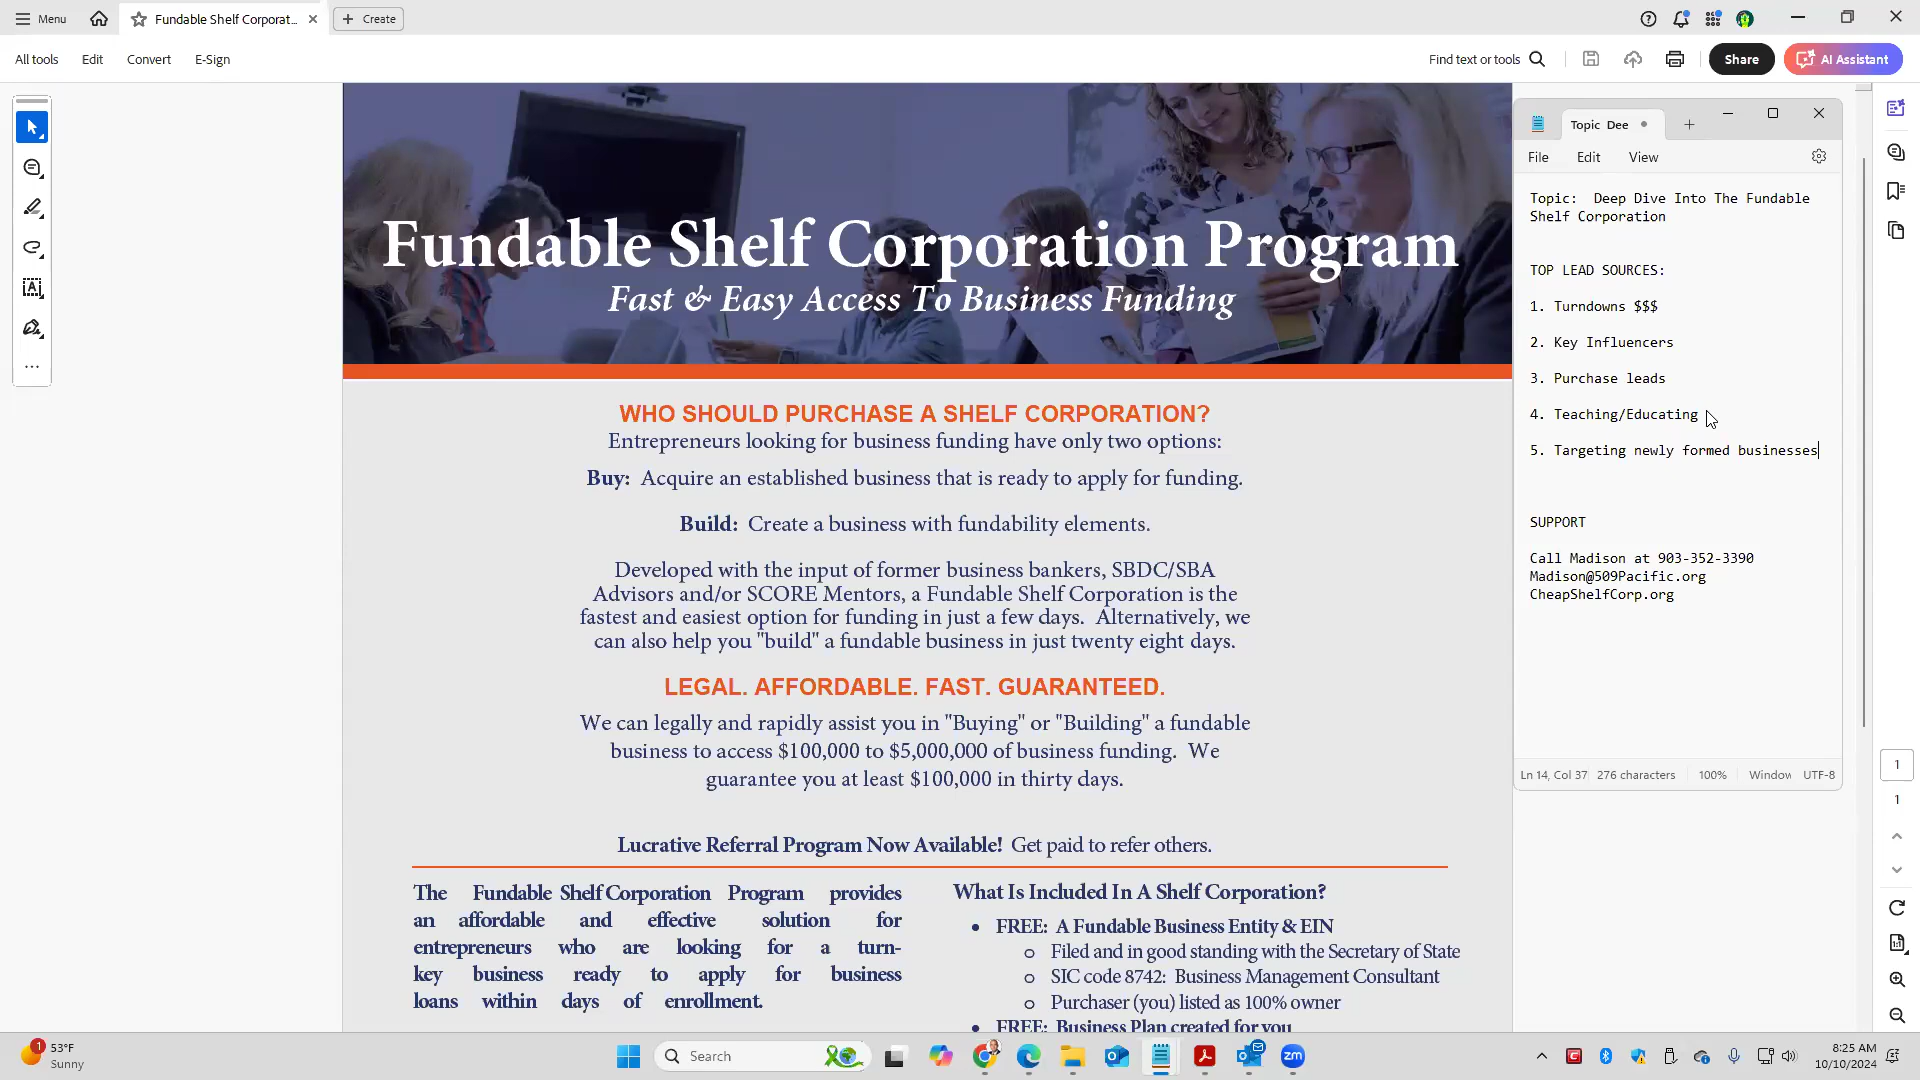 Menu
Fundable Shelf Corporat...
Create
All tools
Edit
Convert
E-Sign
Find text or tools
Share
AI Assistant
Fundable Shelf Corporation Program
Fast & Easy Access To Business Funding
WHO SHOULD PURCHASE A SHELF CORPORATION?
Entrepreneurs looking for business funding have only two options:
Buy: Acquire an established business that is ready to apply for funding.
Build: Create a business with fundability elements.
Developed with the input of former business bankers, SBDC/SBA
Advisors and/or SCORE Mentors, a Fundable Shelf Corporation is the
fastest and easiest option for funding in just a few days. Alternatively, we
can also help you "build" a fundable business in just twenty eight days.
LEGAL. AFFORDABLE. FAST. GUARANTEED.
We can legally and rapidly assist you in "Buying" or "Building" a fundable
business to access $100,000 to $5,000,000 of business funding. We
guarantee you at least $100,000 in thirty days.
Lucrative Referral Program Now Available! Get paid to refer others.
The Fundable Shelf Corporation Program provides
an affordable and effective solution for
entrepreneurs who are looking for a turn-
key business ready to apply for business
loans within days of enrollment.
What Is Included In A Shelf Corporation?
• FREE: A Fundable Business Entity & EIN
o Filed and in good standing with the Secretary of State
o SIC code 8742: Business Management Consultant
o Purchaser (you) listed as 100% owner
• FREE: Business Plan created for you
Topic Dee
File
Edit
View
Topic: Deep Dive Into The Fundable
Shelf Corporation
TOP LEAD SOURCES:
1. Turndowns $$$
2. Key Influencers
3. Purchase leads
4. Teaching/Educating
5. Targeting newly formed businesses
SUPPORT
Call Madison at 903-352-3390
Madison@509Pacific.org
CheapShelfCorp.org
Ln 14, Col 37
276 characters
100%
Window
UTF-8
1
1
1
53°F
Sunny
Search
zm
8:25 AM
10/10/2024